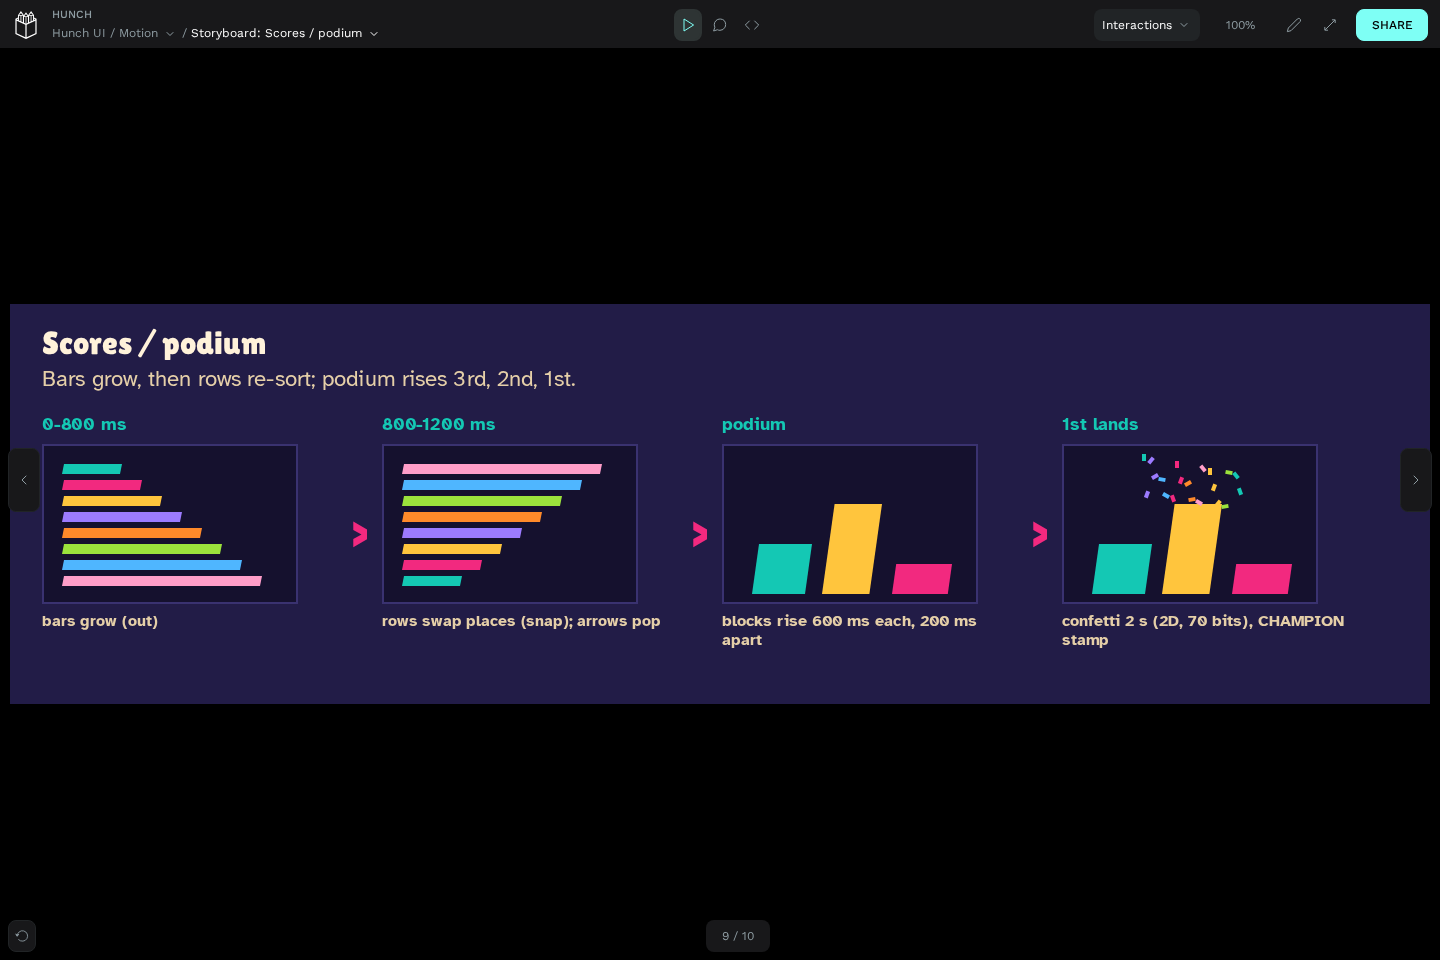 HUNCH
Hunch UI / Motion / Storyboard: Scores / podium
Interactions
100%
SHARE
Scores / podium
Bars grow, then rows re-sort; podium rises 3rd, 2nd, 1st.
0-800 ms
800-1200 ms
podium
1st lands
>
>
>
bars grow (out)
rows swap places (snap); arrows pop
blocks rise 600 ms each, 200 ms
apart
confetti 2 s (2D, 70 bits), CHAMPION
stamp
9 / 10